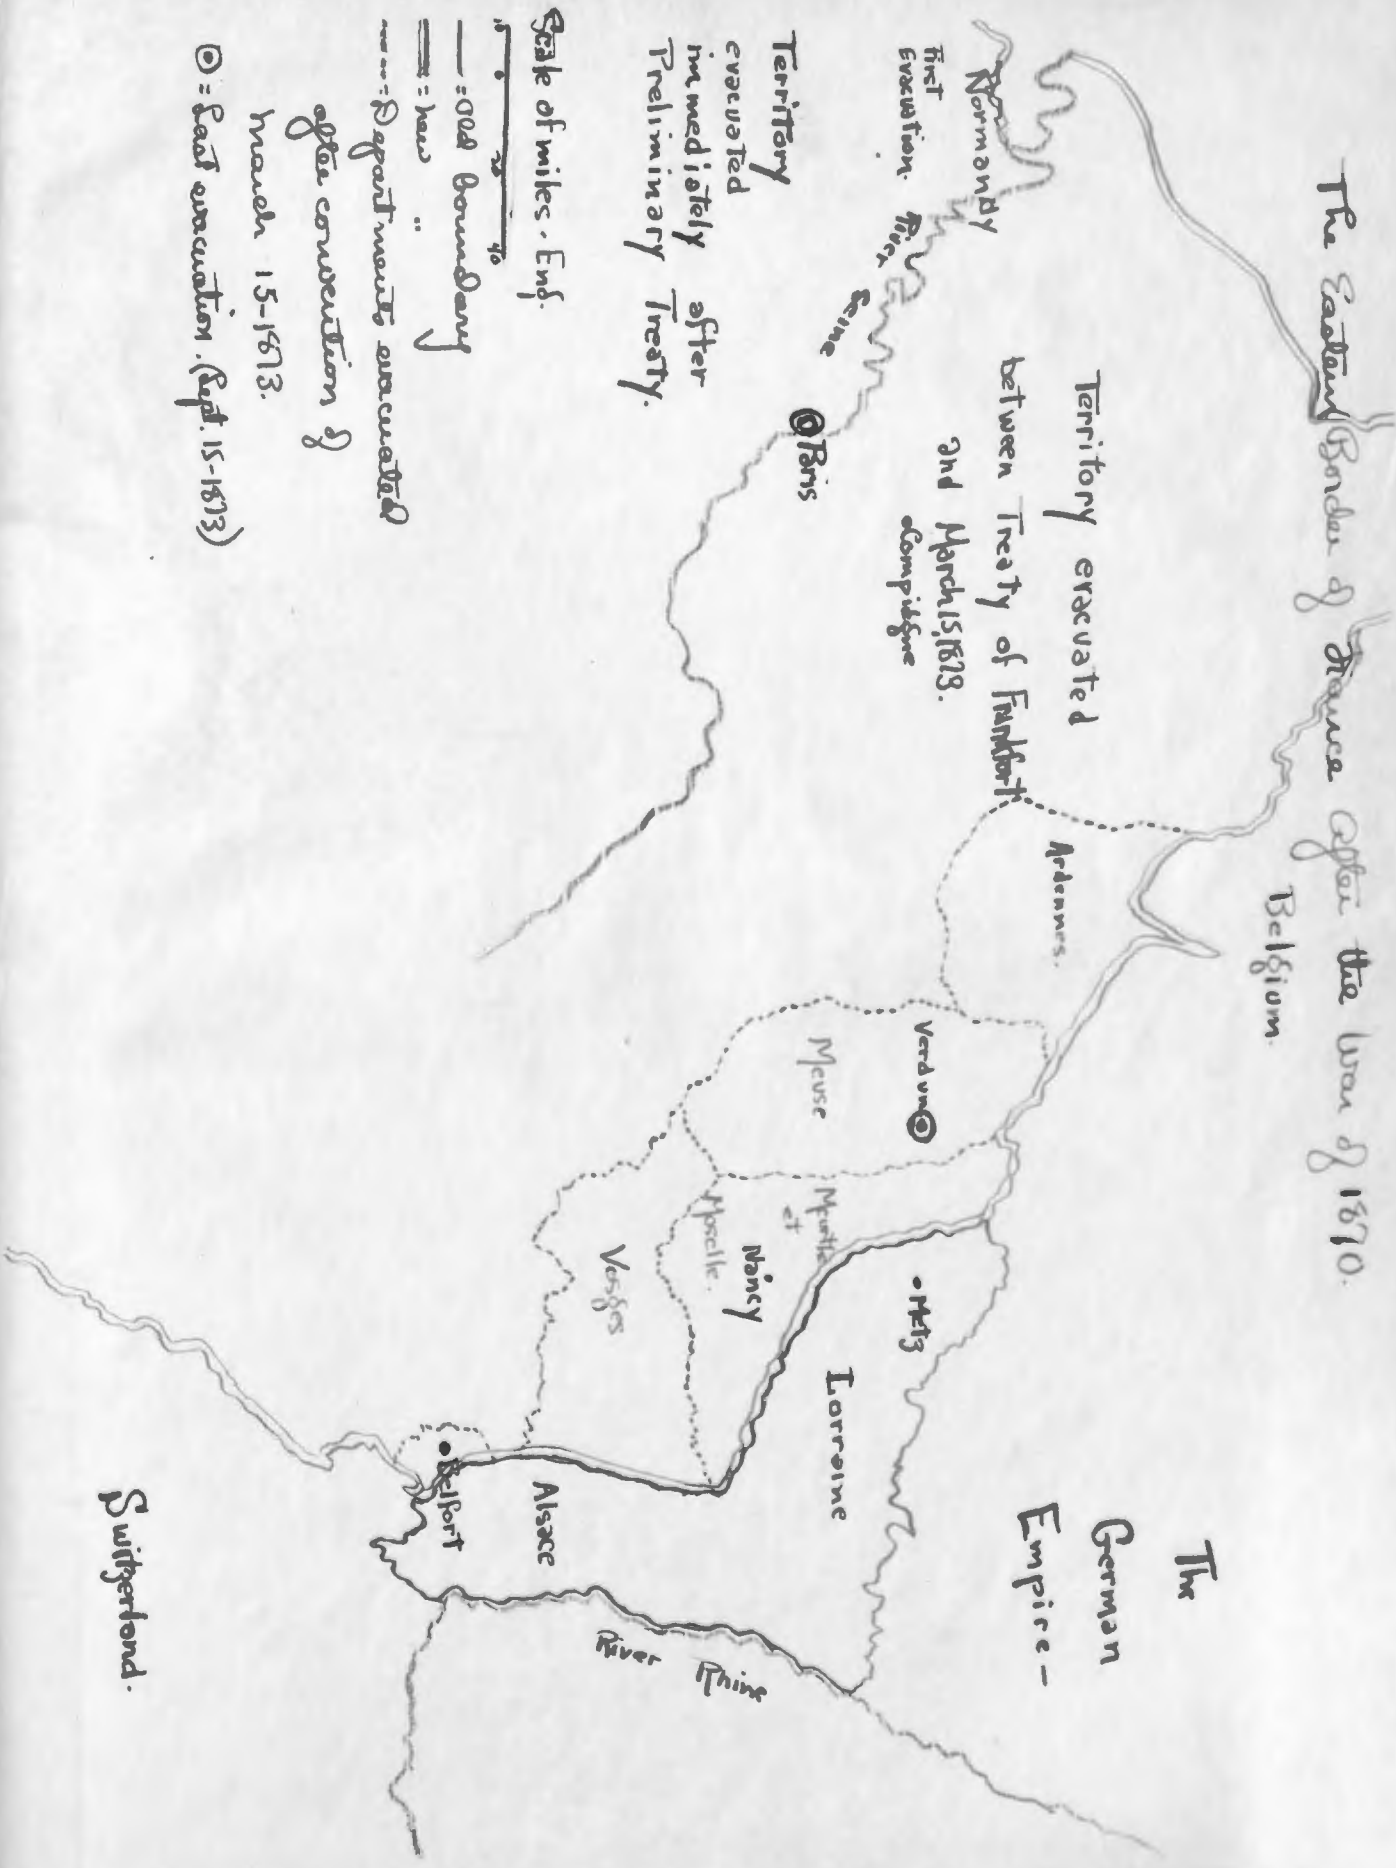 The Eastern Border of France after the War of 1870.
Belgium.
The
German
Empire-
Territory evacuated
between Treaty of Frankfort
and March 15, 1873.
Compiègne
Ardennes.
Normandy
First
Evacuation.
River Seine
Paris
Verdun
Meuse
Metz
Lorraine
Meurthe
et
Moselle.
Nancy
Vosges
Alsace
Belfort
River Rhine
Switzerland.
Territory
evacuated
immediately after
Preliminary Treaty.
Scale of miles. Eng.
20 40
— = Old boundary
= new "
---- = Departments evacuated
after convention of
March 15-1873.
◎ = Last evacuation. (Sept. 15-1873)